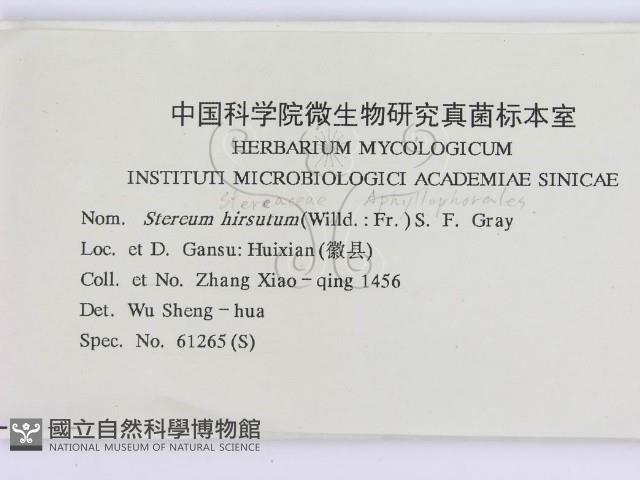 中国科学院微生物研究真菌标本室
HERBARIUM MYCOLOGICUM
INSTITUTI MICROBIOLOGICI ACADEMIAE SINICAE
Stereaceae Aphyllophorales
Nom. Stereum hirsutum (Willd. : Fr.) S. F. Gray
Loc. et D. Gansu: Huixian (徽县)
Coll. et No. Zhang Xiao-qing 1456
Det. Wu Sheng-hua
Spec. No. 61265 (S)
國立自然科學博物館
NATIONAL MUSEUM OF NATURAL SCIENCE